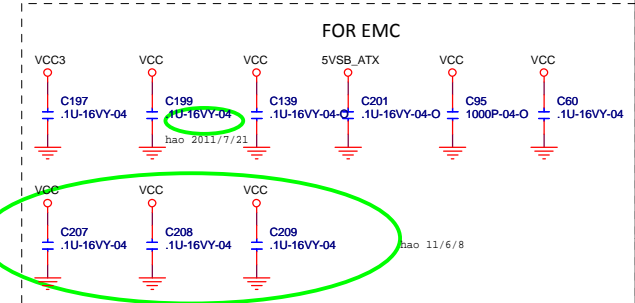 FOR EMC
VCC3 VCC VCC 5VSB_ATX VCC VCC
C197 C199 C139 C201 C95 C60
.1U-16VY-04 .1U-16VY-04 .1U-16VY-04-O .1U-16VY-04-O 1000P-04-O .1U-16VY-04
hao 2011/7/21
VCC VCC VCC
C207 C208 C209
.1U-16VY-04 .1U-16VY-04 .1U-16VY-04
hao 11/6/8